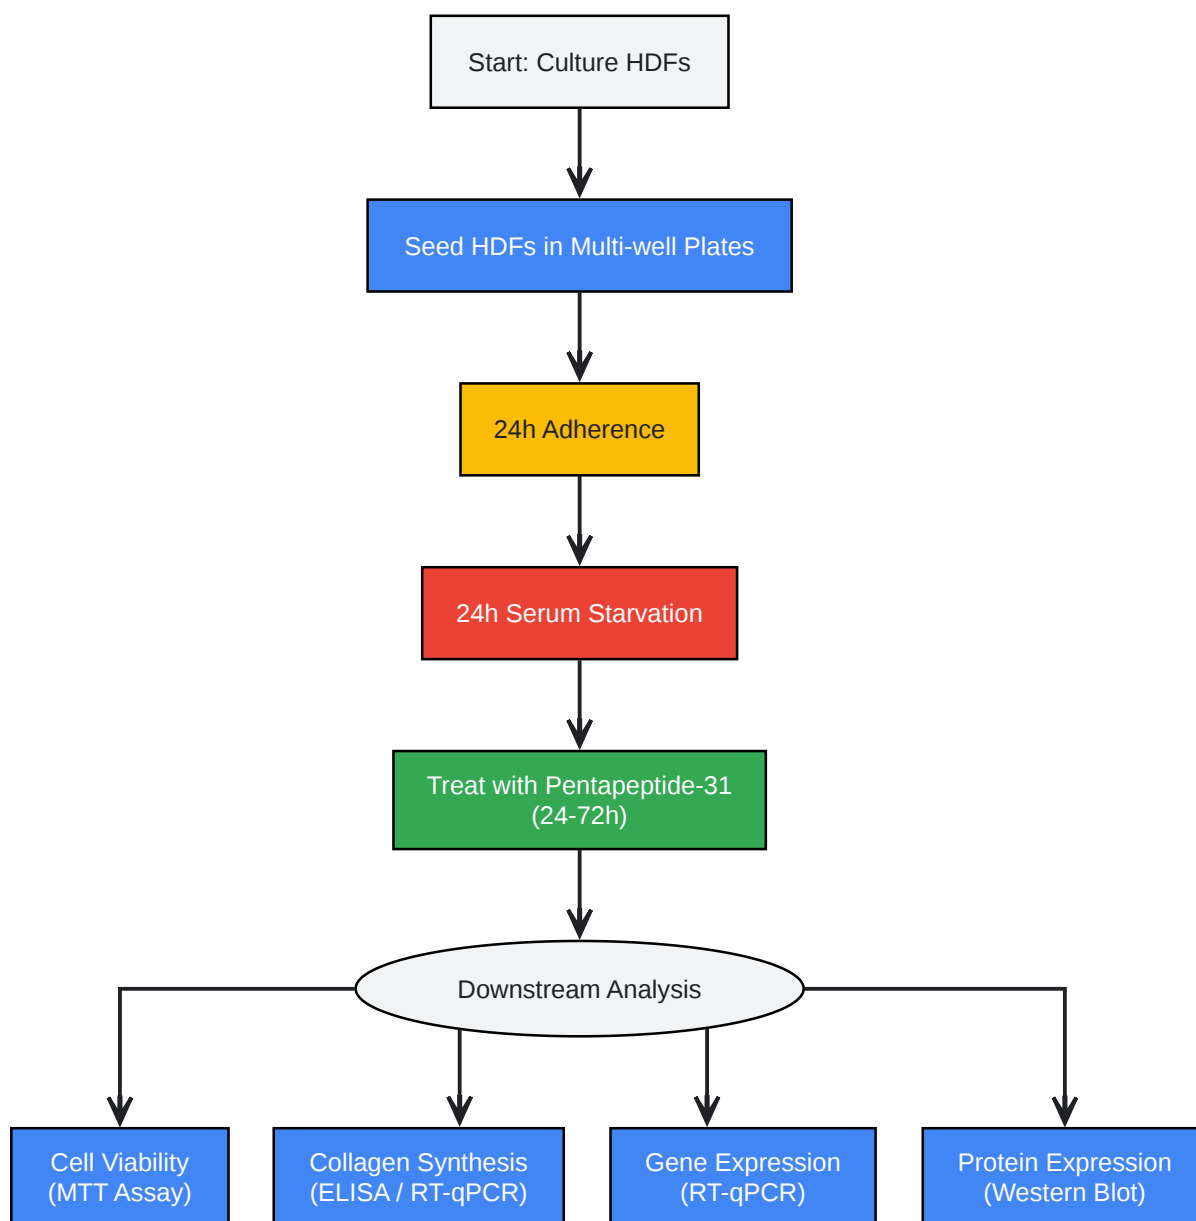 Start: Culture HDFs
Seed HDFs in Multi-well Plates
24h Adherence
24h Serum Starvation
Treat with Pentapeptide-31
(24-72h)
Downstream Analysis
Cell Viability
(MTT Assay)
Collagen Synthesis
(ELISA / RT-qPCR)
Gene Expression
(RT-qPCR)
Protein Expression
(Western Blot)